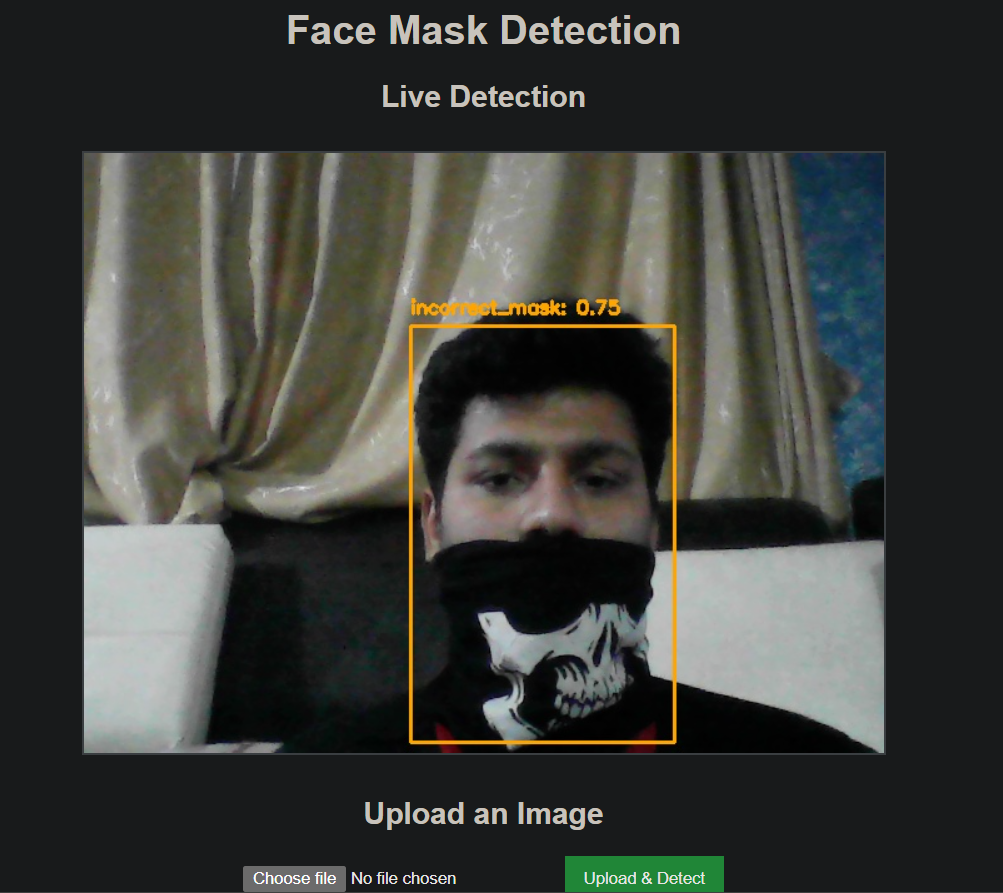 Face Mask Detection
Live Detection
incorrect_mask: 0.75
Upload an Image
Choose file No file chosen Upload & Detect